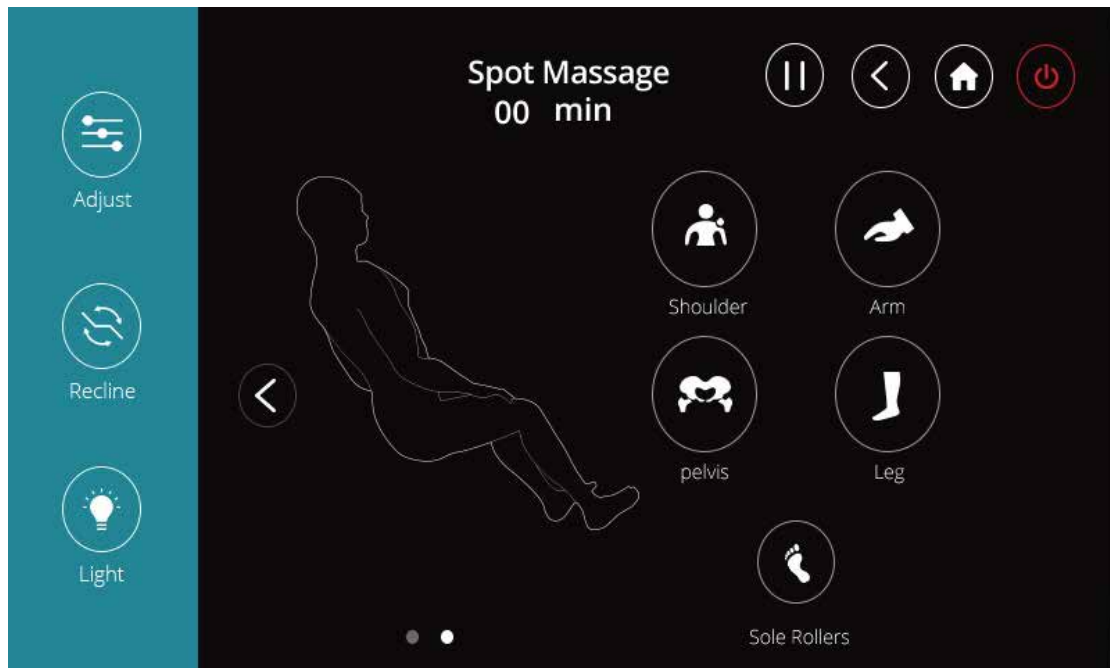 Spot Massage
00 min
Adjust
Recline
Light
Shoulder
Arm
pelvis
Leg
Sole Rollers